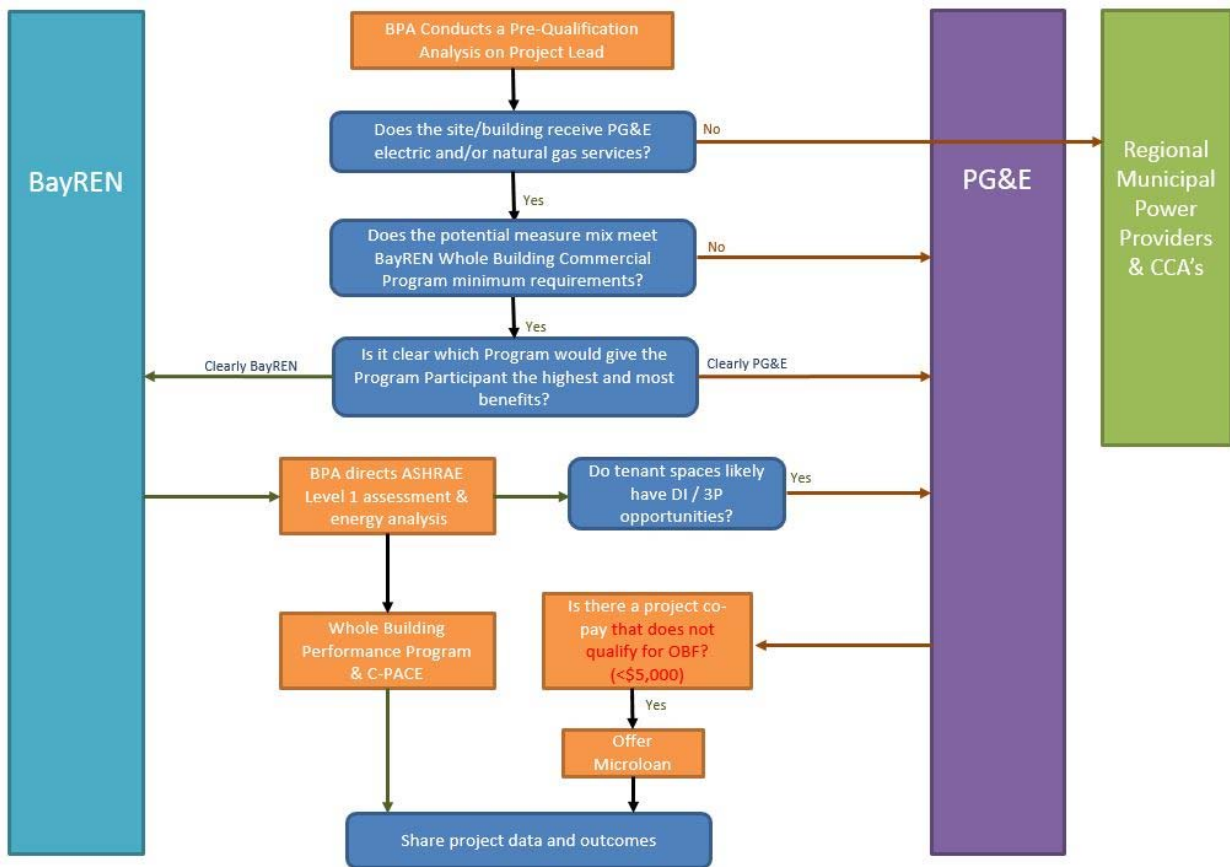 BPA Conducts a Pre-Qualification
Analysis on Project Lead
Does the site/building receive PG&E
electric and/or natural gas services?
No
Yes
BayREN
PG&E
Regional
Municipal
Power
Providers
& CCA's
Does the potential measure mix meet
BayREN Whole Building Commercial
Program minimum requirements?
No
Yes
Is it clear which Program would give the
Program Participant the highest and most
benefits?
Clearly BayREN
Clearly PG&E
BPA directs ASHRAE
Level 1 assessment &
energy analysis
Do tenant spaces likely
have DI / 3P
opportunities?
Yes
Whole Building
Performance Program
& C-PACE
Is there a project co-
pay that does not
qualify for OBF?
(<$5,000)
Yes
Offer
Microloan
Share project data and outcomes